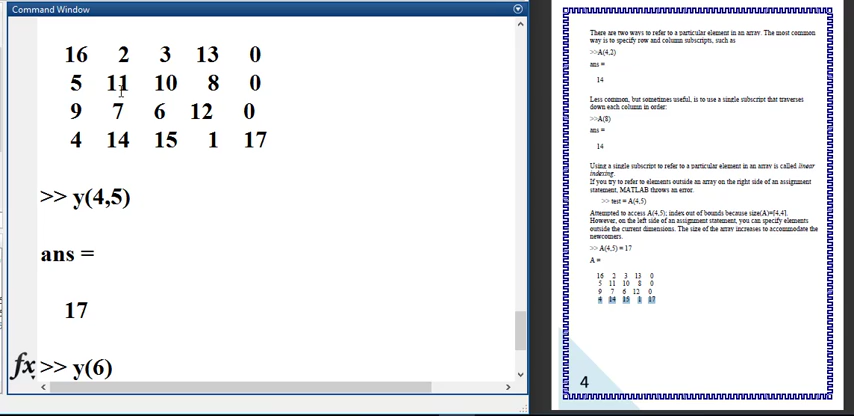 Command Window
16 2 3 13 0
5 11 10 8 0
9 7 6 12 0
4 14 15 1 17
>> y(4,5)
ans =
17
fx >> y(6)
There are two ways to refer to a particular element in an array. The most common
way is to specify row and column subscripts, such as
>>A(4,2)
ans =
14
Less common, but sometimes useful, is to use a single subscript that traverses
down each column in order:
>>A(8)
ans =
14
Using a single subscript to refer to a particular element in an array is called linear
indexing.
If you try to refer to elements outside an array on the right side of an assignment
statement, MATLAB throws an error.
>> test = A(4,5)
Attempted to access A(4,5); index out of bounds because size(A)=[4,4].
However, on the left side of an assignment statement, you can specify elements
outside the current dimensions. The size of the array increases to accommodate the
newcomers.
>> A(4,5) = 17
A =
16 2 3 13 0
5 11 10 8 0
9 7 6 12 0
4 14 15 1 17
4